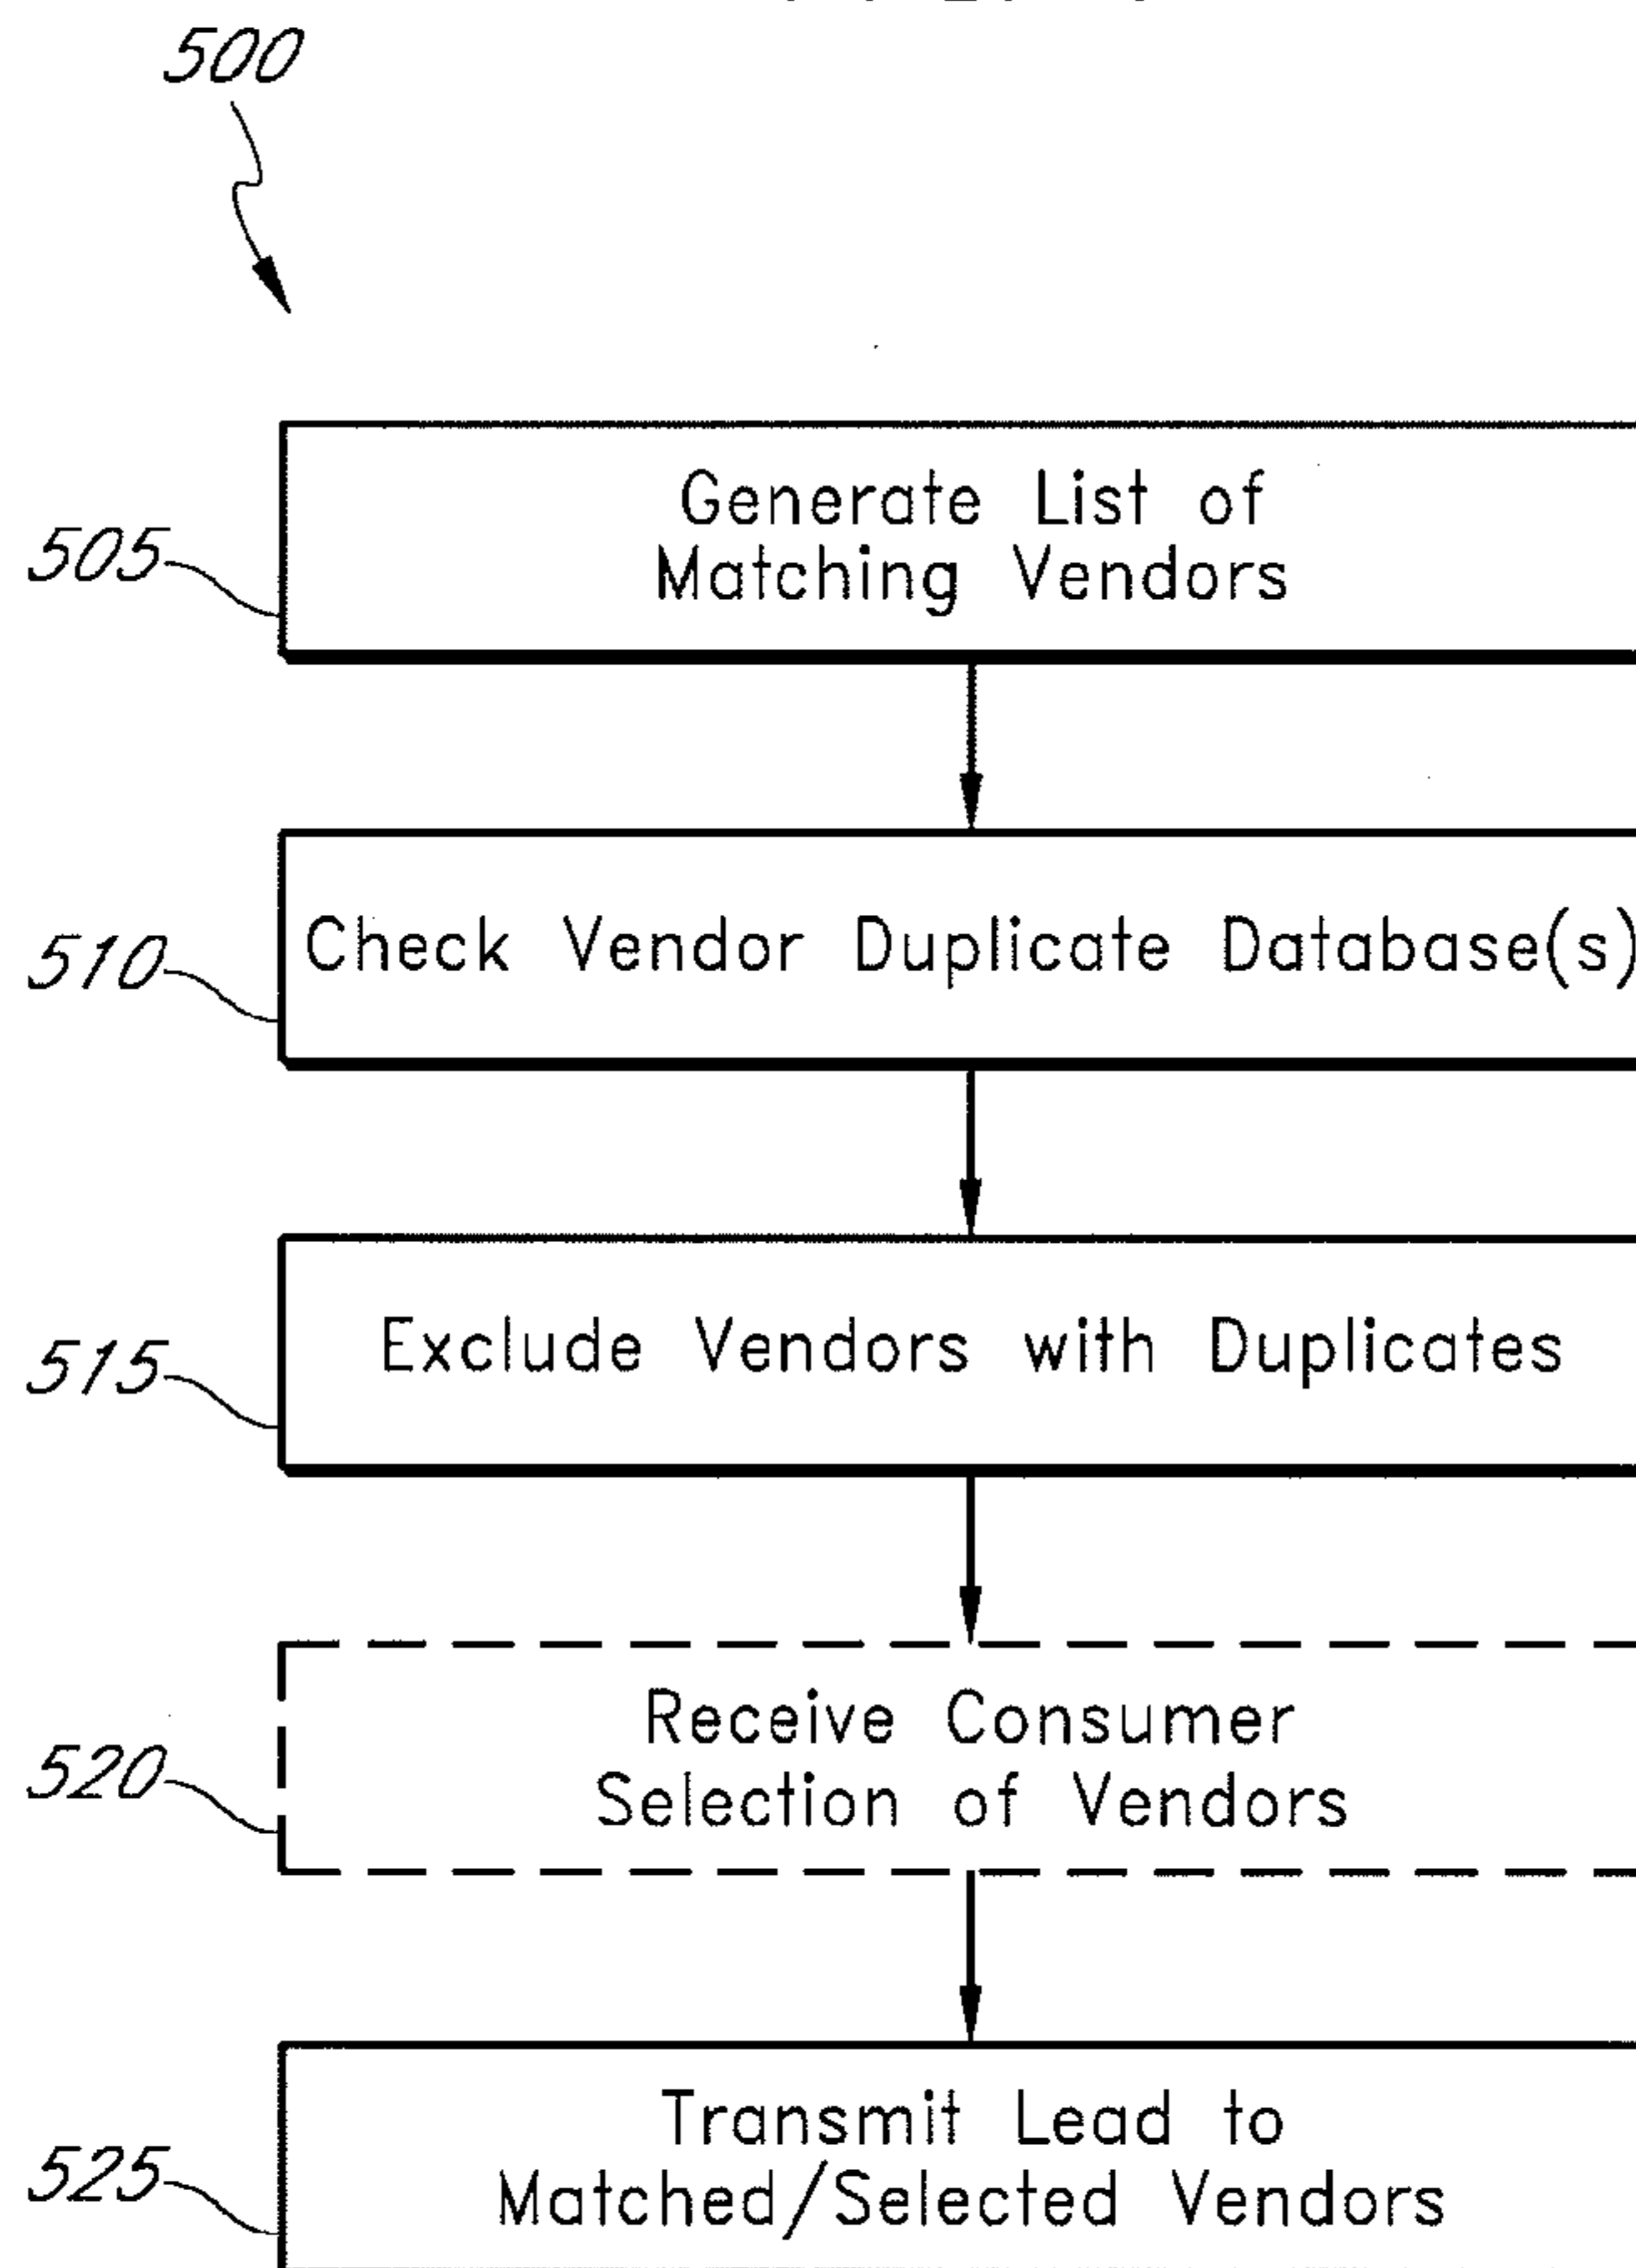 500
505
Generate List of
Matching Vendors
510
Check Vendor Duplicate Database(s)
515
Exclude Vendors with Duplicates
520
Receive Consumer
Selection of Vendors
525
Transmit Lead to
Matched/Selected Vendors